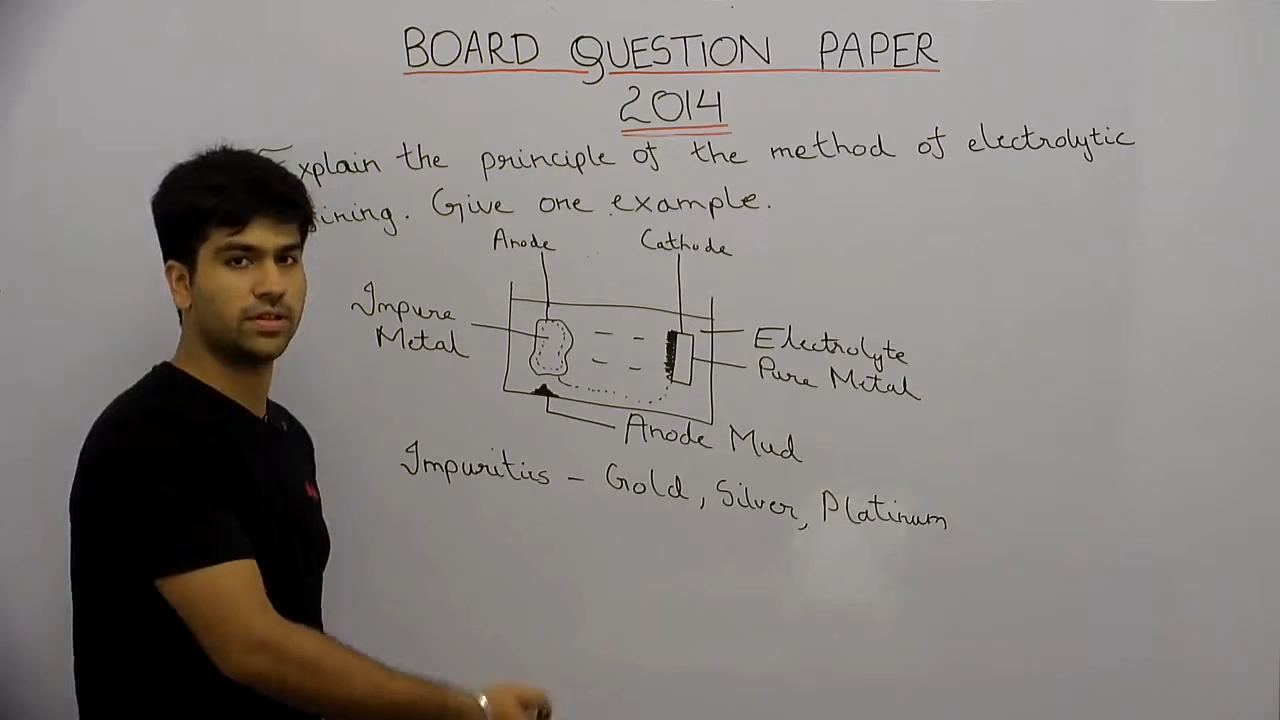 BOARD QUESTION PAPER
2014
Explain the principle of the method of electrolytic
ining. Give one example.
Anode Cathode
Impure
Metal
Electrolyte
Pure Metal
Anode Mud
Impurities - Gold, Silver, Platinum